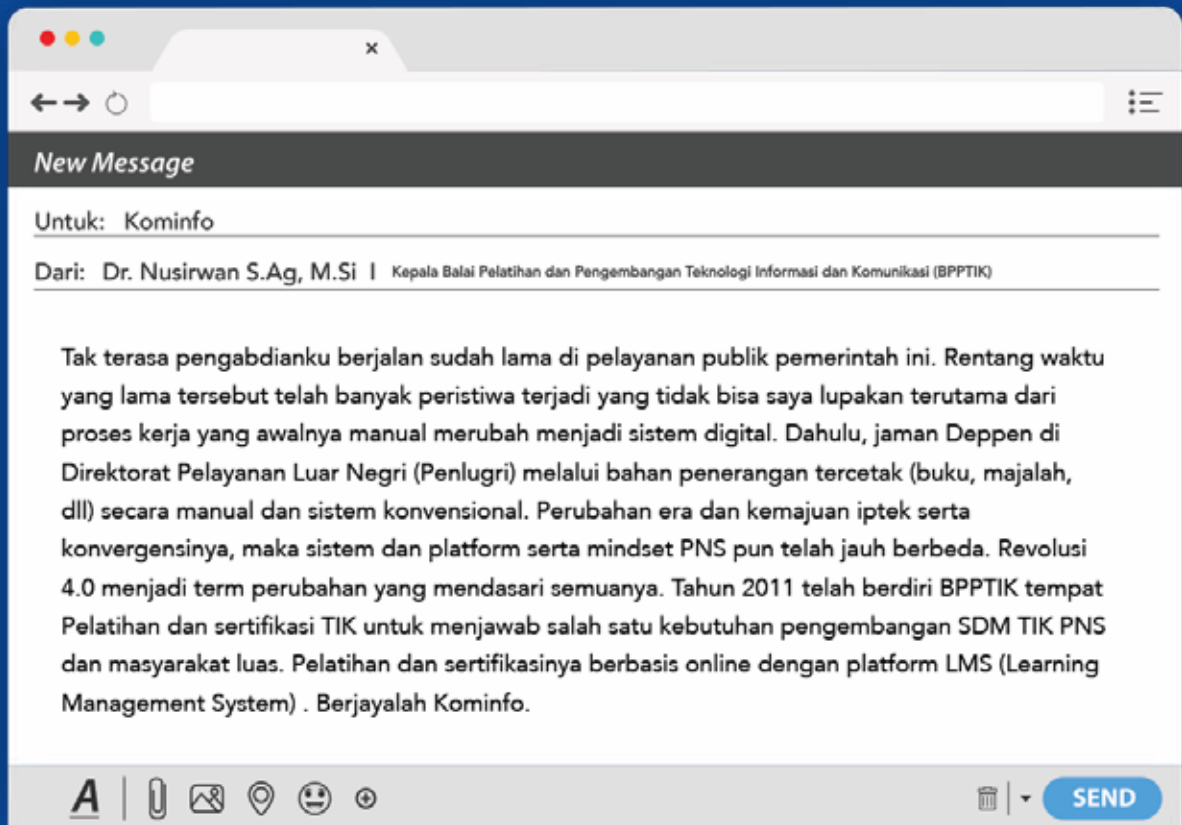 New Message
Untuk: Kominfo
Dari: Dr. Nusirwan S.Ag, M.Si | Kepala Balai Pelatihan dan Pengembangan Teknologi Informasi dan Komunikasi (BPPTIK)
Tak terasa pengabdianku berjalan sudah lama di pelayanan publik pemerintah ini. Rentang waktu
yang lama tersebut telah banyak peristiwa terjadi yang tidak bisa saya lupakan terutama dari
proses kerja yang awalnya manual merubah menjadi sistem digital. Dahulu, jaman Deppen di
Direktorat Pelayanan Luar Negri (Penlugri) melalui bahan penerangan tercetak (buku, majalah,
dll) secara manual dan sistem konvensional. Perubahan era dan kemajuan iptek serta
konvergensinya, maka sistem dan platform serta mindset PNS pun telah jauh berbeda. Revolusi
4.0 menjadi term perubahan yang mendasari semuanya. Tahun 2011 telah berdiri BPPTIK tempat
Pelatihan dan sertifikasi TIK untuk menjawab salah satu kebutuhan pengembangan SDM TIK PNS
dan masyarakat luas. Pelatihan dan sertifikasinya berbasis online dengan platform LMS (Learning
Management System) . Berjayalah Kominfo.
A
SEND